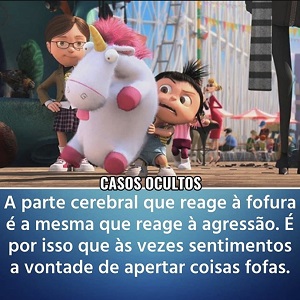 CASOS OCULTOS
A parte cerebral que reage à fofura
é a mesma que reage à agressão. É
por isso que às vezes sentimentos
a vontade de apertar coisas fofas.